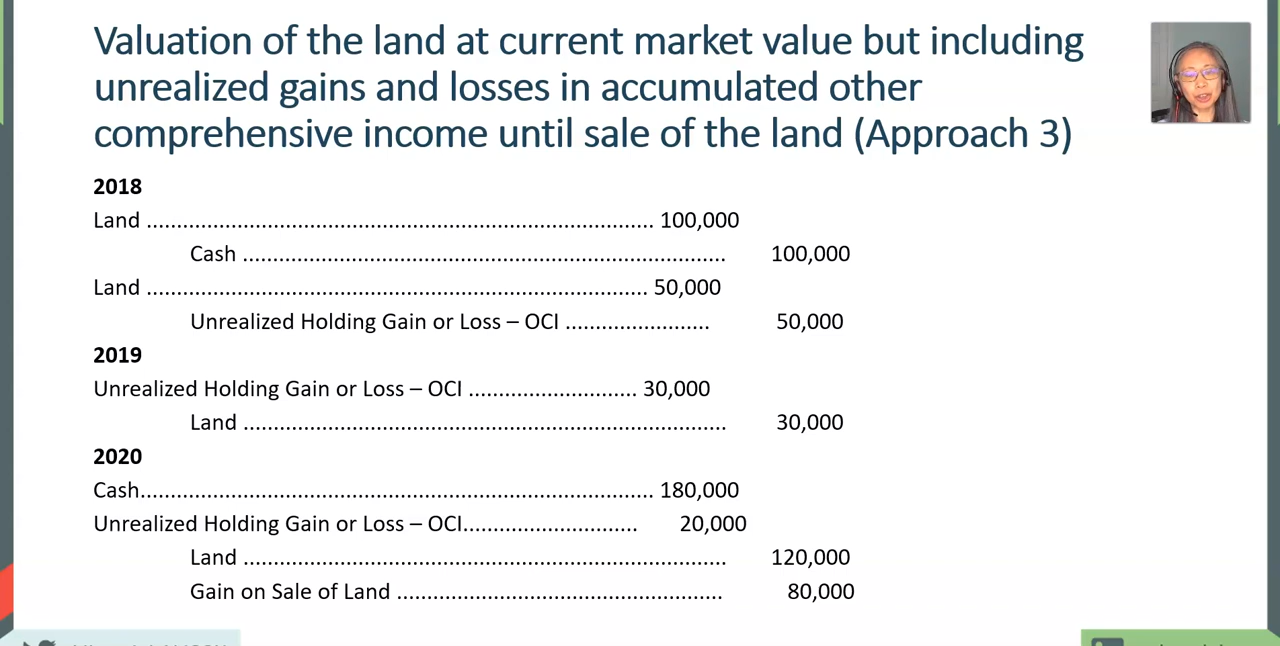 Valuation of the land at current market value but including
unrealized gains and losses in accumulated other
comprehensive income until sale of the land (Approach 3)
2018
Land .................................................................................... 100,000
Cash ................................................................................ 100,000
Land ................................................................................... 50,000
Unrealized Holding Gain or Loss – OCI ........................ 50,000
2019
Unrealized Holding Gain or Loss – OCI ............................ 30,000
Land ................................................................................ 30,000
2020
Cash..................................................................................... 180,000
Unrealized Holding Gain or Loss – OCI............................. 20,000
Land ................................................................................ 120,000
Gain on Sale of Land ...................................................... 80,000